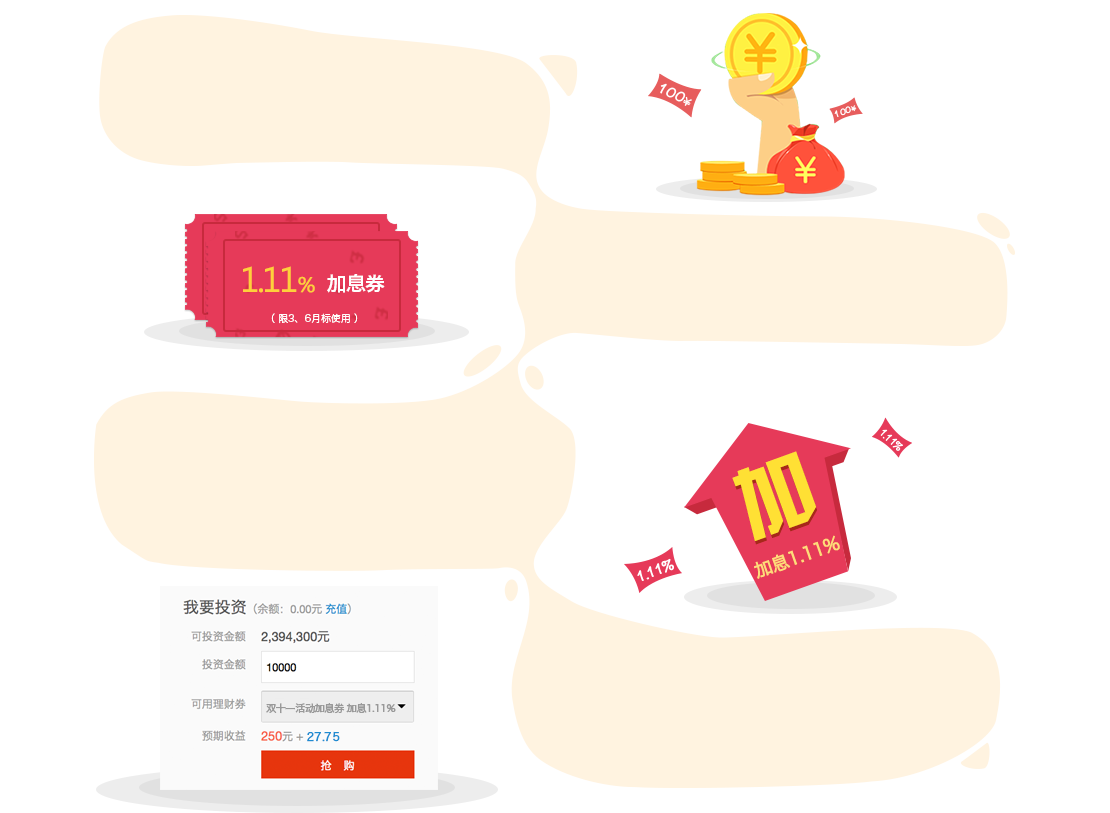 ¥
100¥
100¥
¥
1.11% 加息券
（ 限3、6月标使用 ）
1.11%
加
加息1.11%
1.11%
我要投资（余额：0.00元 充值）
可投资金额 2,394,300元
投资金额 10000
可用理财券 双十一活动加息券 加息1.11%
预期收益 250元 + 27.75
抢 购